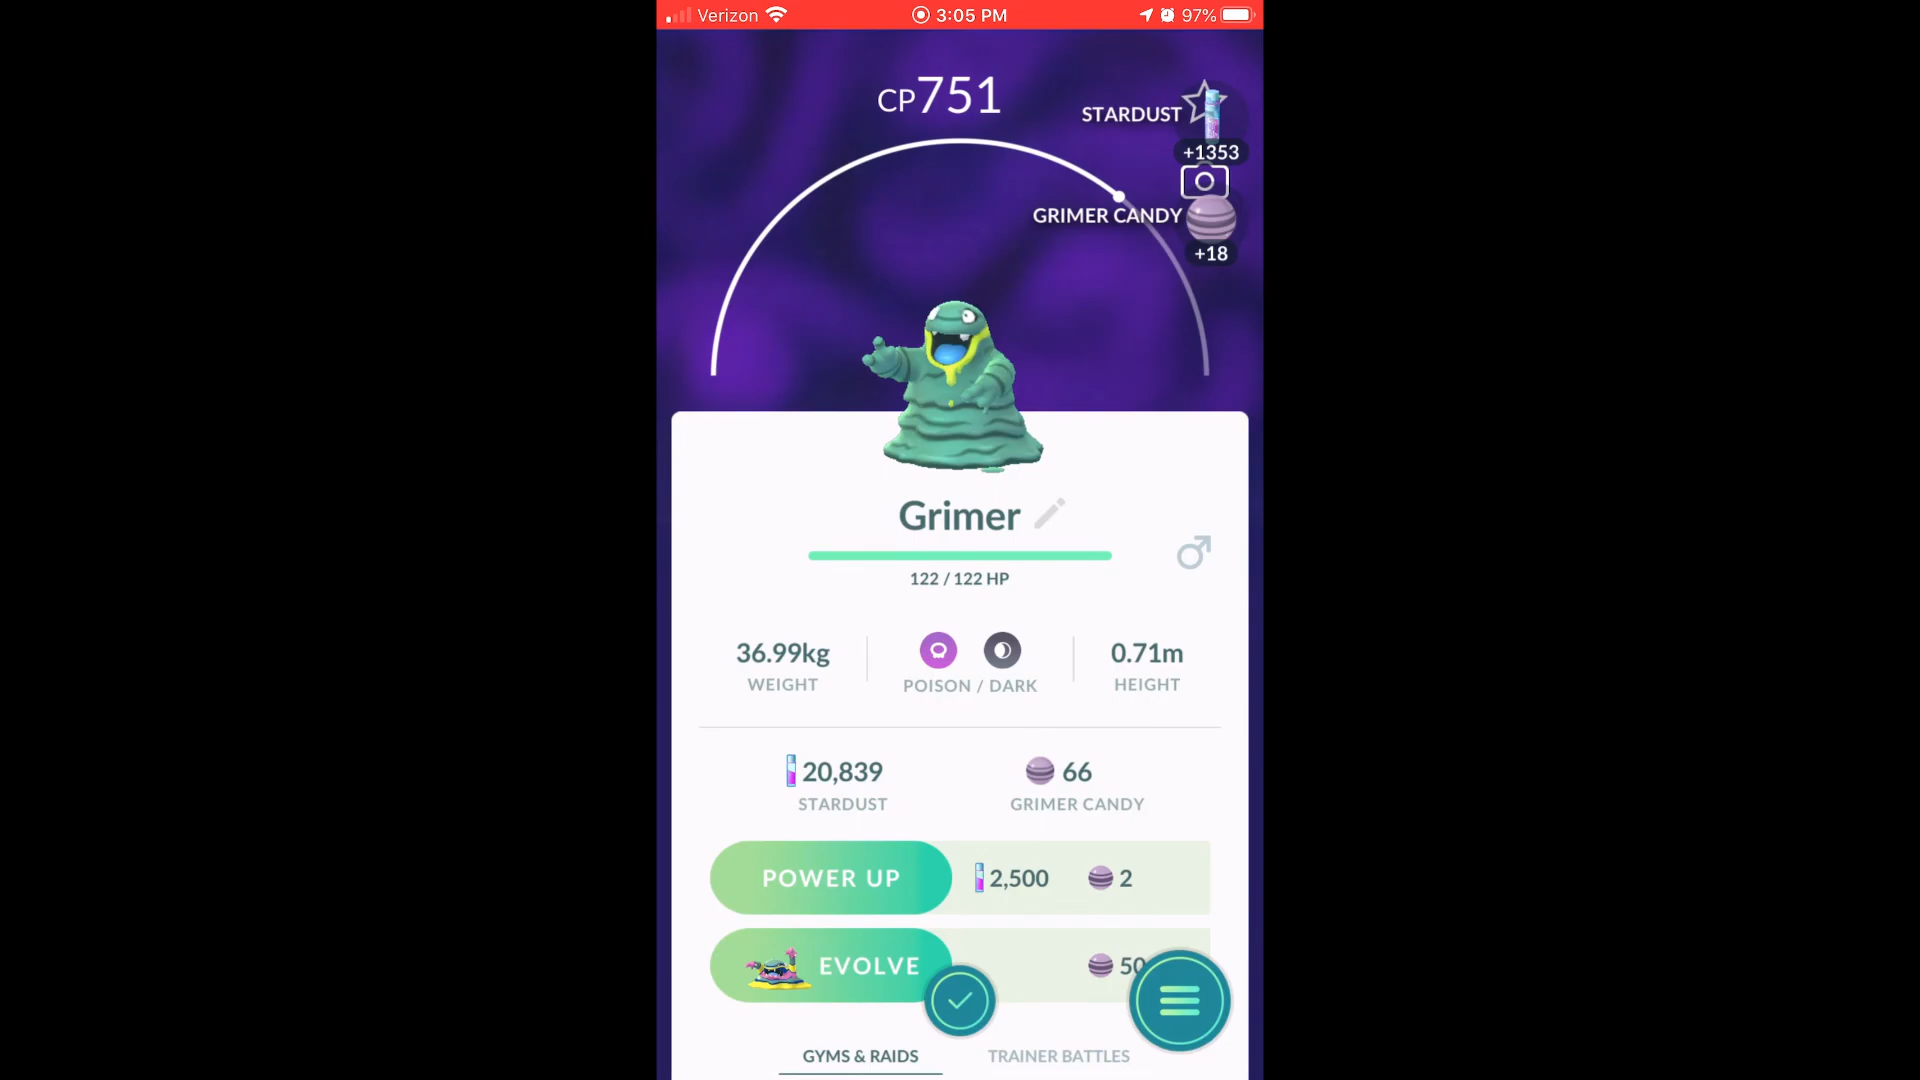 Verizon 3:05 PM 97%
CP751
STARDUST
+1353
GRIMER CANDY
+18
Grimer
122 / 122 HP
36.99kg
WEIGHT
POISON / DARK
0.71m
HEIGHT
20,839
STARDUST
66
GRIMER CANDY
POWER UP 2,500 2
EVOLVE 50
GYMS & RAIDS TRAINER BATTLES